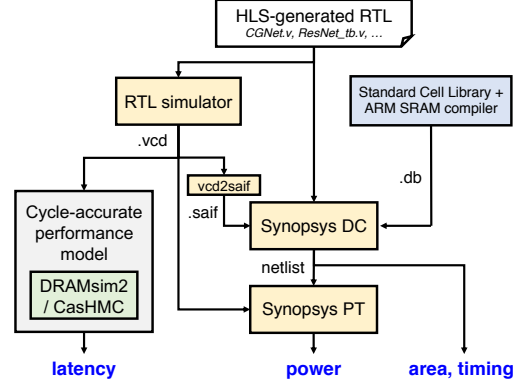 HLS-generated RTL
CGNet.v, ResNet_tb.v, ...
RTL simulator
Standard Cell Library +
ARM SRAM compiler
.vcd
vcd2saif
.db
.saif
Cycle-accurate
performance
model
Synopsys DC
DRAMsim2
/ CasHMC
netlist
Synopsys PT
latency
power
area, timing